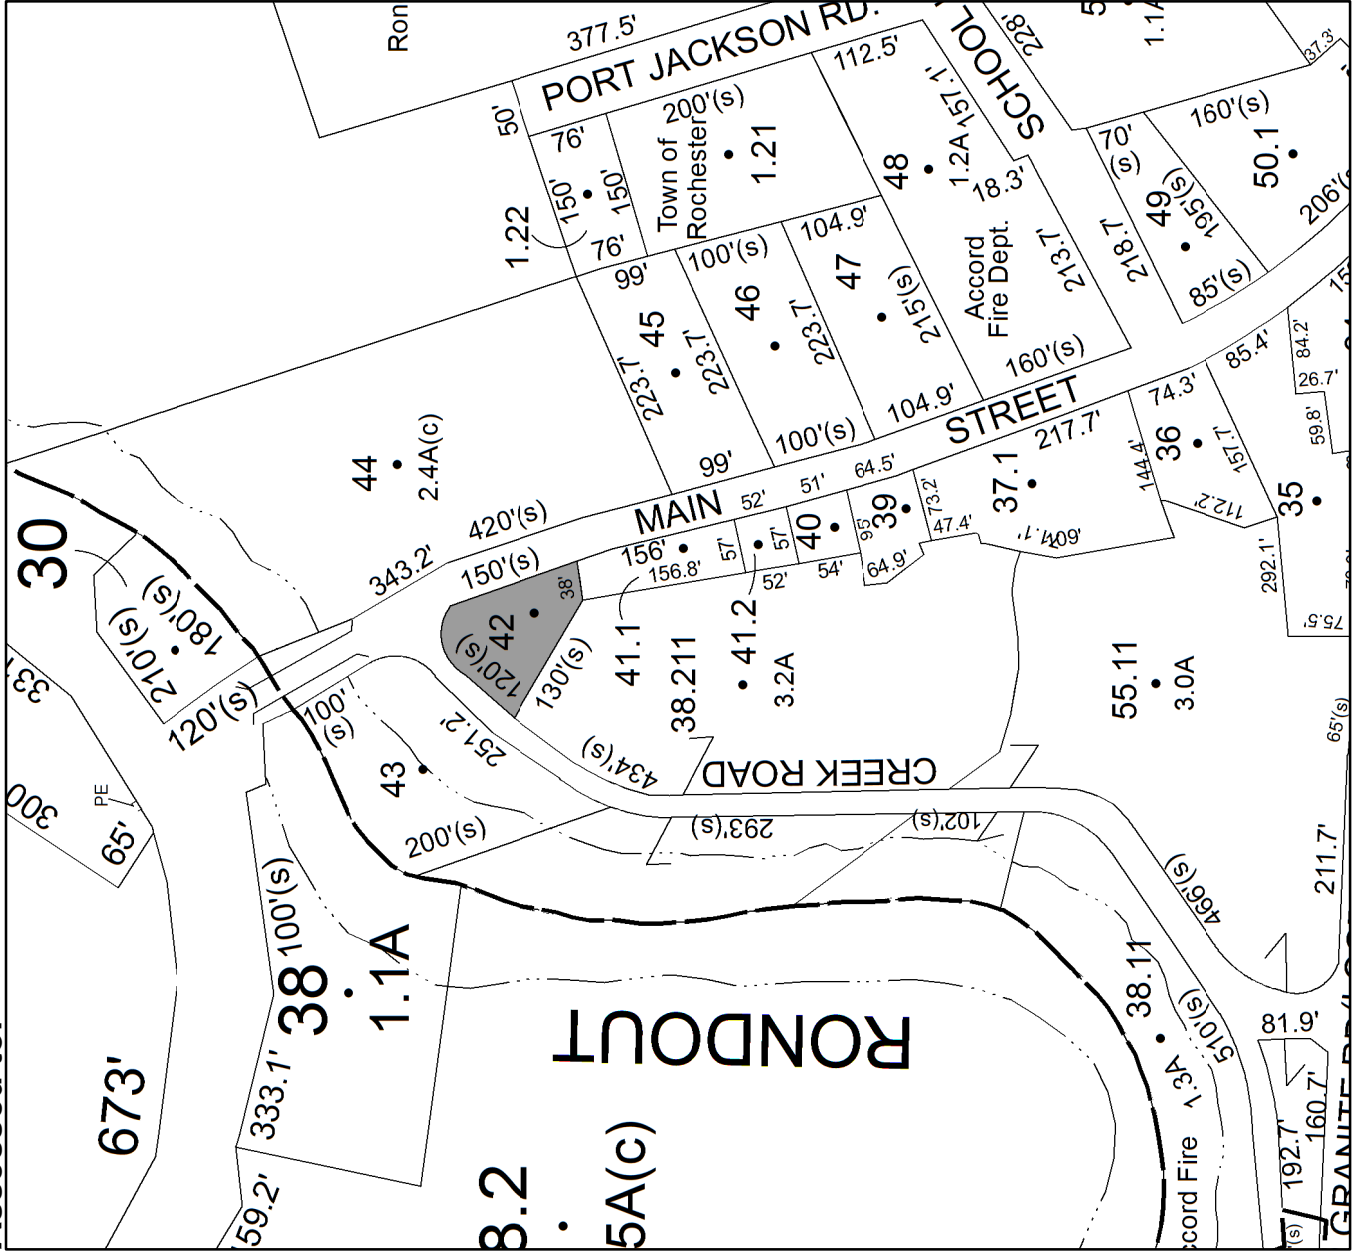 Ron
377.5'
PORT JACKSON RD.
112.5'
SCHOOL
228'
1.1A
37.3'
50'
76'
200'(s)
157.1'
70'
(s)
160'(s)
50.1
Town of
Rochester
1.21
48
1.2A
18.3'
150'
150'
1.22
76'
49
195'(s)
206'(s)
99'
100'(s)
104.9'
Accord
Fire Dept.
213.7'
218.7'
85'(s)
45
46
47
223.7'
223.7'
223.7'
215'(s)
160'(s)
85.4'
84.2'
26.7'
59.8'
44
2.4A(c)
99'
100'(s)
104.9'
MAIN
STREET
217.7'
74.3'
36
157.7'
144.4'
112.2'
35
30
420'(s)
343.2'
150'(s)
156'
52'
51'
64.5'
57'
57'
40
95'
39
73.2'
47.4'
37.1
292.1'
75.5'
180'(s)
210'(s)
42
38'
120'(s)
130'(s)
156.8'
52'
54'
64.9'
41.1
38.211
41.2
3.2A
55.11
3.0A
65'(s)
120'(s)
100'
(s)
251.2'
43
200'(s)
434'(s)
CREEK ROAD
293'(s)
102'(s)
466'(s)
211.7'
300
PE
65'
100'(s)
38
1.1A
RONDOUT
38.11
1.3A
510'(s)
81.9'
673'
333.1'
8.2
5A(c)
192.7'
160.7'
ccord Fire
(s)